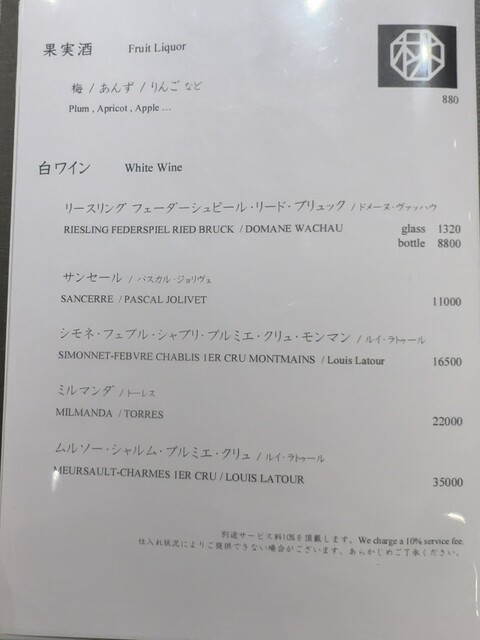 果実酒 Fruit Liquor
梅 / あんず / りんご など
Plum , Apricot , Apple ...
880
白ワイン White Wine
リースリング フェーダーシュピール・リード・ブリュック / ドメーヌ・ヴァッハウ
RIESLING FEDERSPIEL RIED BRUCK / DOMANE WACHAU glass 1320
bottle 8800
サンセール / パスカル・ジョリヴェ
SANCERRE / PASCAL JOLIVET 11000
シモネ・フェブル・シャブリ・プルミエ・クリュ・モンマン / ルイ・ラトゥール
SIMONNET-FEBVRE CHABLIS 1ER CRU MONTMAINS / Louis Latour 16500
ミルマンダ / トーレス
MILMANDA / TORRES 22000
ムルソー・シャルム・プルミエ・クリュ / ルイ・ラトゥール
MEURSAULT-CHARMES 1ER CRU / LOUIS LATOUR 35000
別途サービス料10%を頂戴します。We charge a 10% service fee.
仕入れ状況によりご提供できない場合がございます。あらかじめご了承ください。